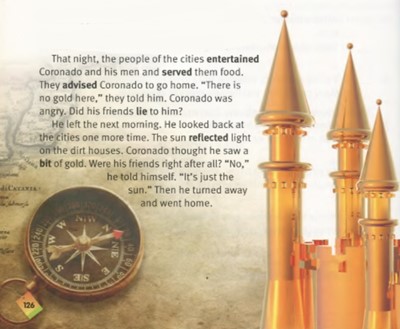 That night, the people of the cities entertained
Coronado and his men and served them food.
They advised Coronado to go home. "There is
no gold here," they told him. Coronado was
angry. Did his friends lie to him?
He left the next morning. He looked back at
the cities one more time. The sun reflected light
on the dirt houses. Coronado thought he saw a
bit of gold. Were his friends right after all? "No,"
he told himself. "It's just the
sun." Then he turned away
and went home.
N
W
S
E
NW
SW
SE
126